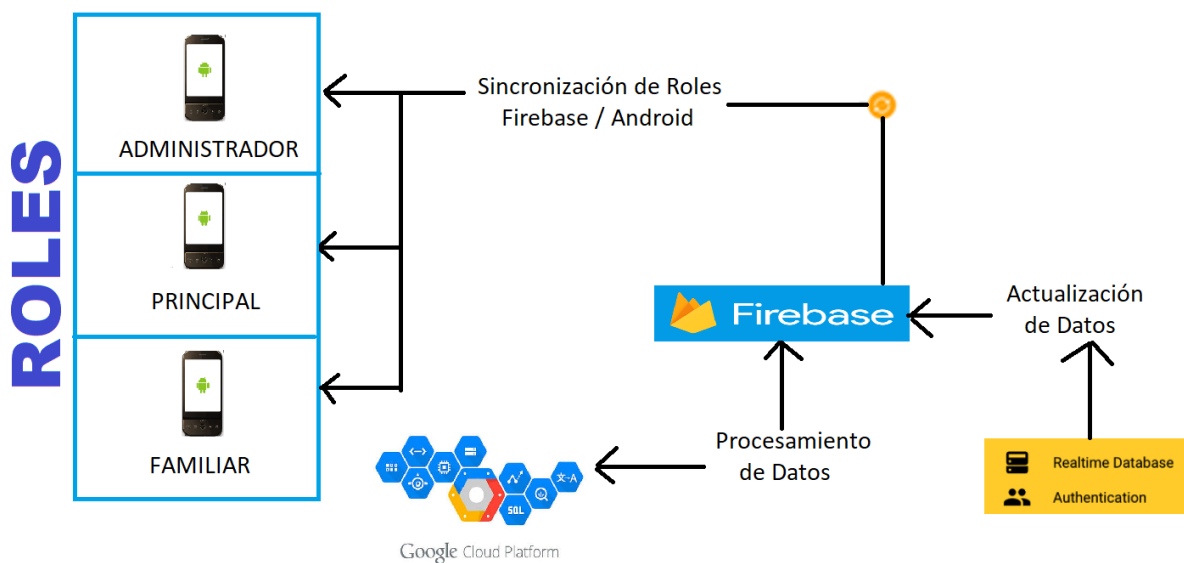 ROLES
ADMINISTRADOR
PRINCIPAL
FAMILIAR
Sincronización de Roles
Firebase / Android
Firebase
Actualización
de Datos
Procesamiento
de Datos
Realtime Database
Authentication
SQL
文→A
Google Cloud Platform